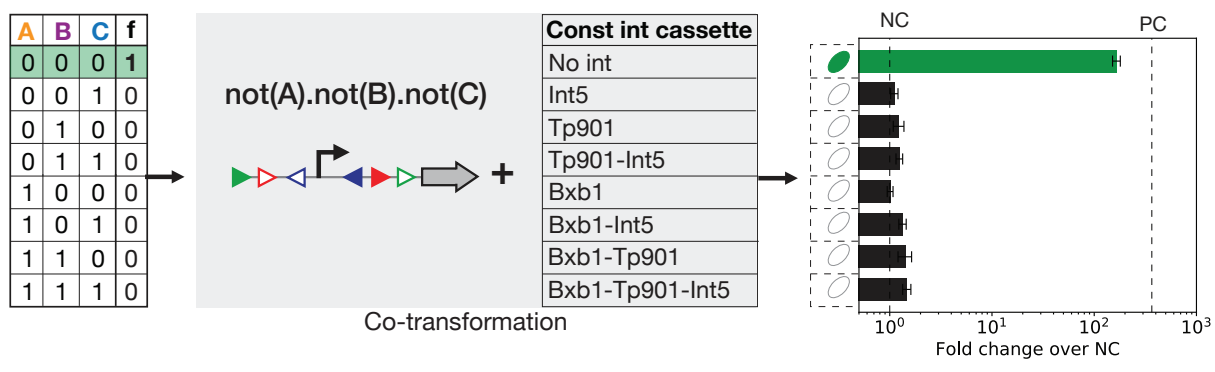 A B C f
0 0 0 1
0 0 1 0
0 1 0 0
0 1 1 0
1 0 0 0
1 0 1 0
1 1 0 0
1 1 1 0
not(A).not(B).not(C)
+
Const int cassette
No int
Int5
Tp901
Tp901-Int5
Bxb1
Bxb1-Int5
Bxb1-Tp901
Bxb1-Tp901-Int5
Co-transformation
NC PC
10⁰ 10¹ 10² 10³
Fold change over NC